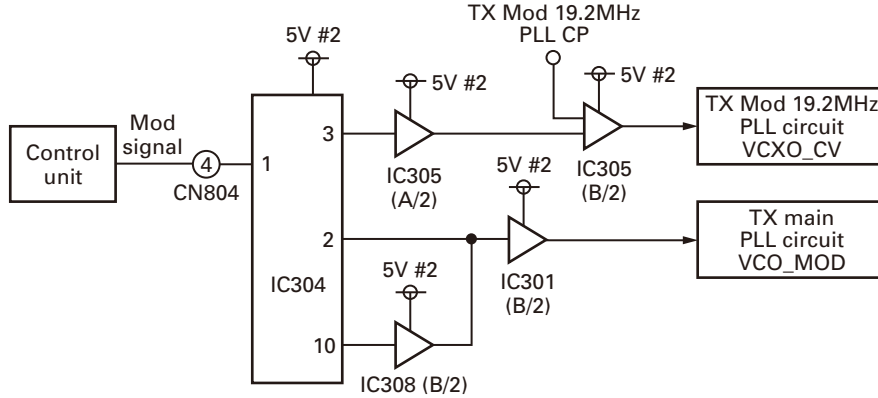 TX Mod 19.2MHz
PLL CP
5V #2
5V #2
5V #2
Mod
signal
Control
unit
4
CN804
1
3
IC305
(A/2)
IC305
(B/2)
TX Mod 19.2MHz
PLL circuit
VCXO_CV
5V #2
2
IC301
(B/2)
TX main
PLL circuit
VCO_MOD
IC304
5V #2
10
IC308 (B/2)